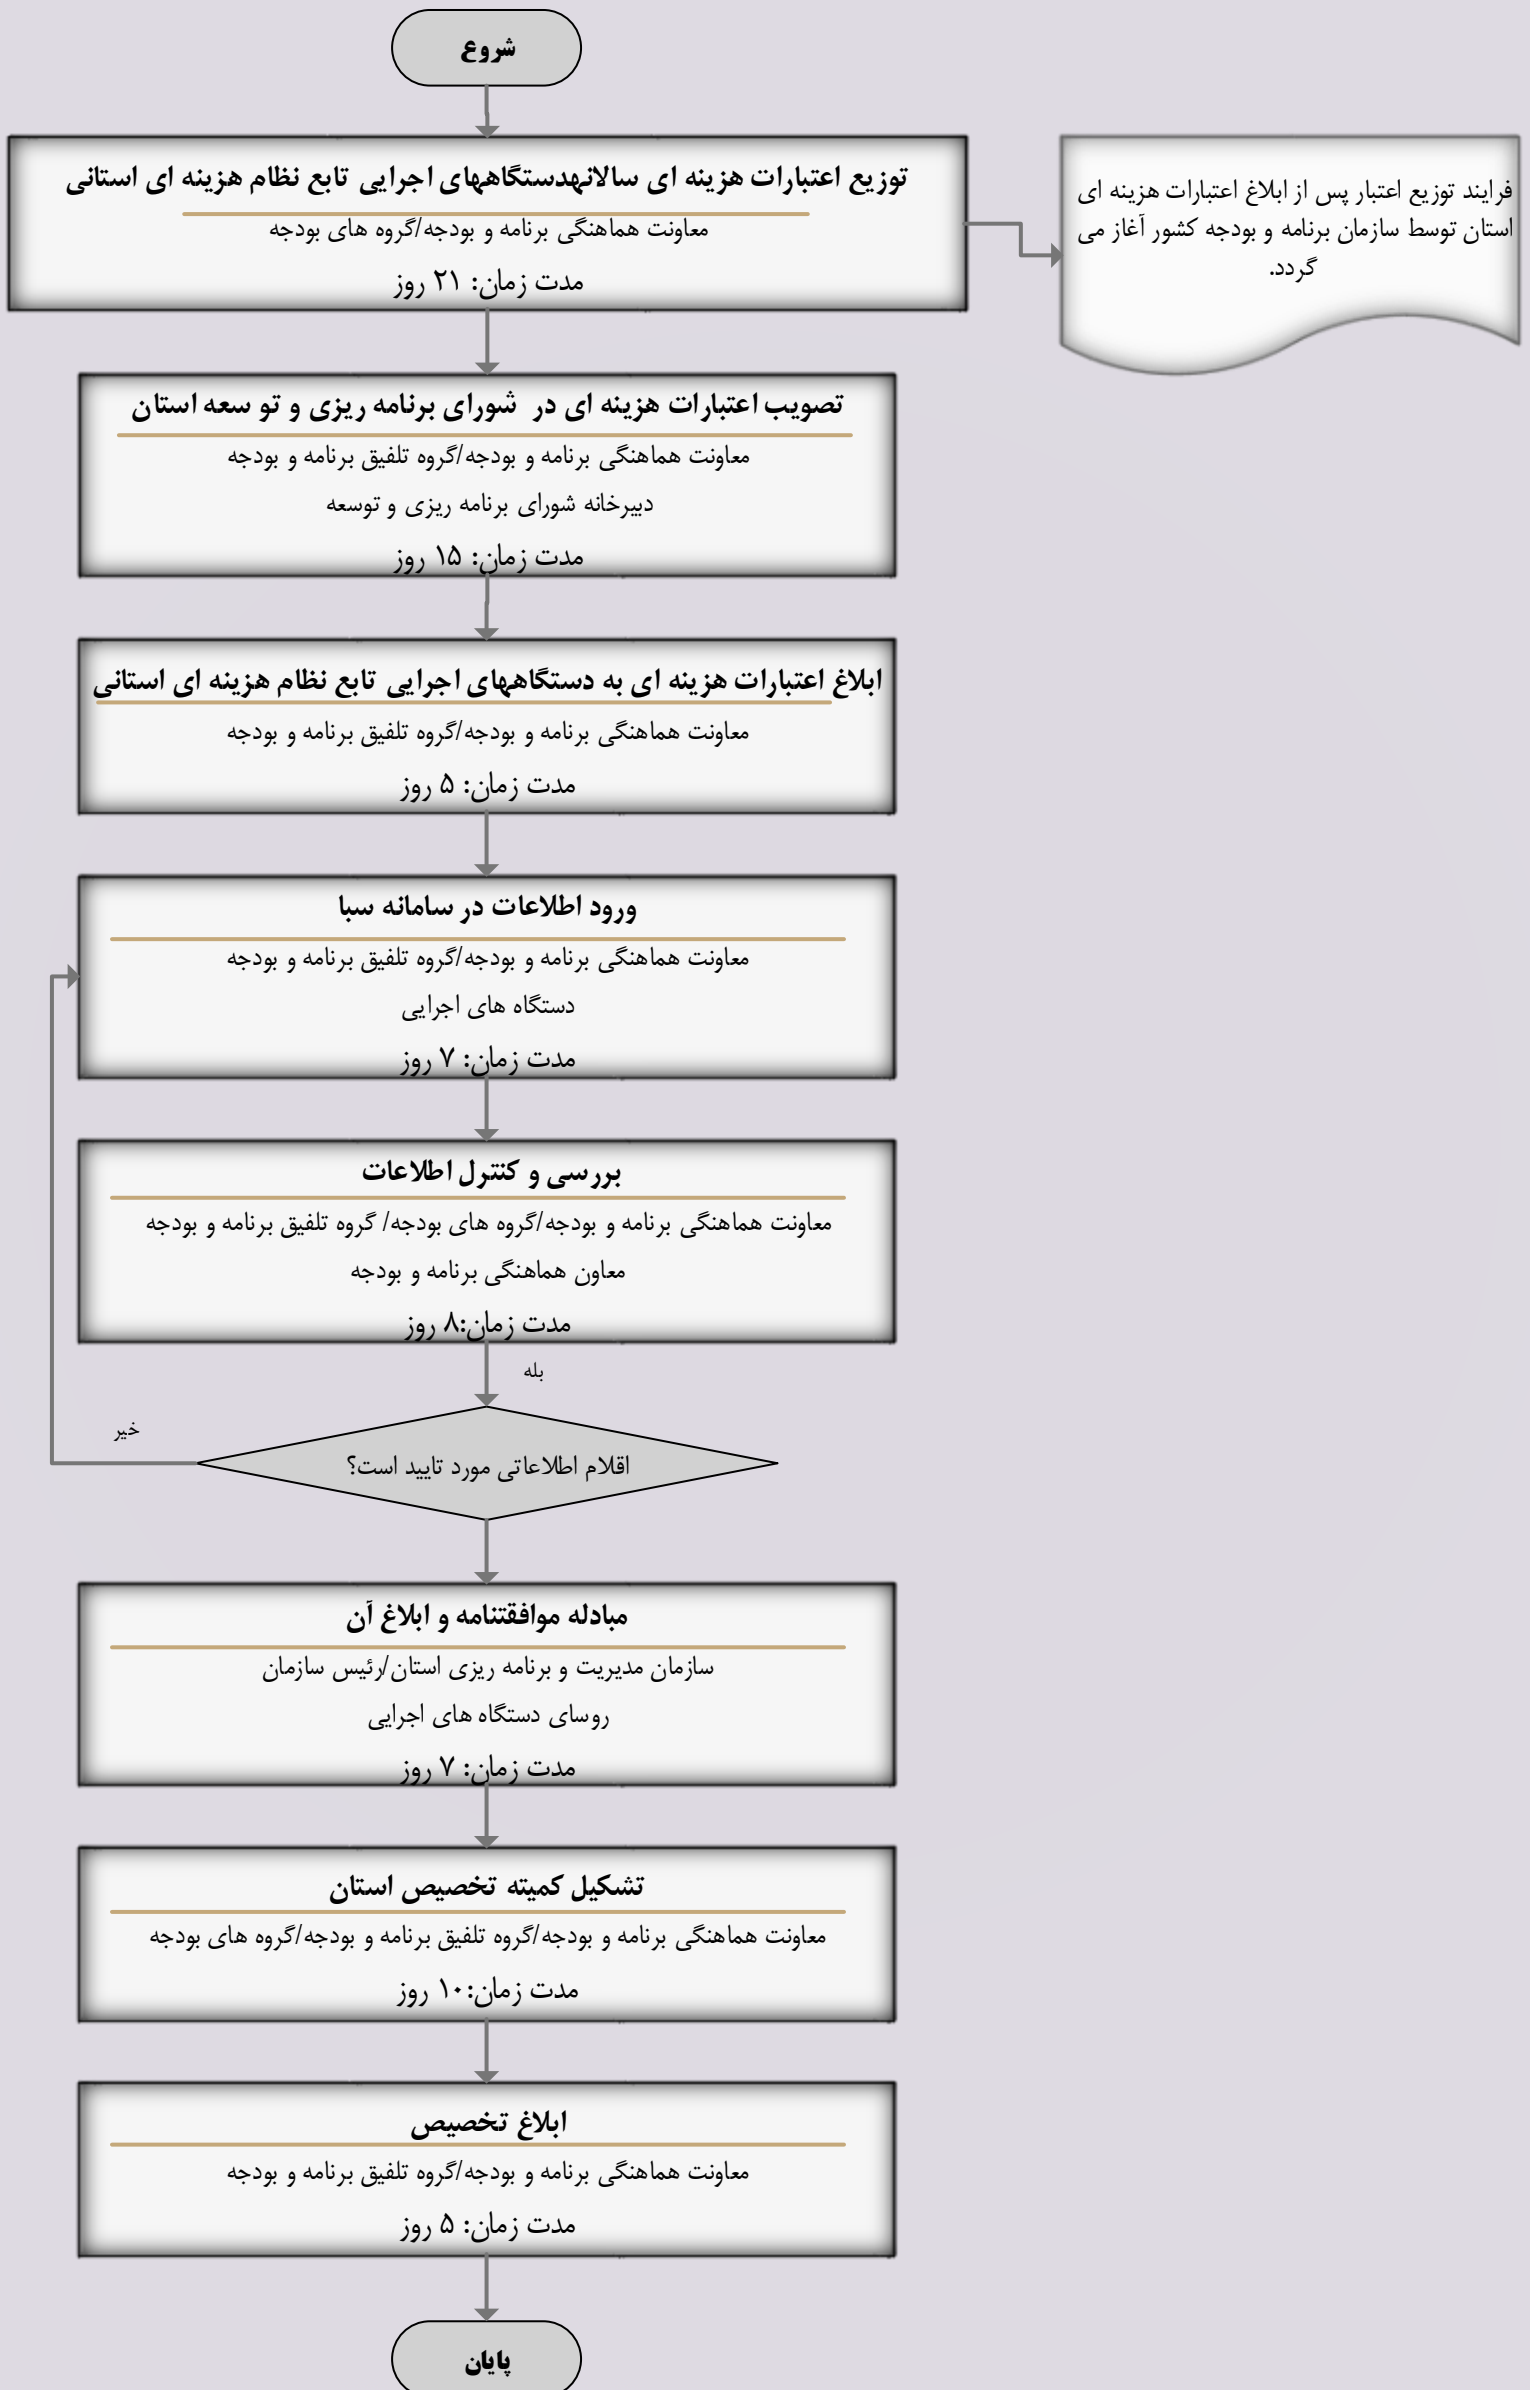 شروع
توزیع اعتبارات هزینه ای سالانهدستگاههای اجرایی تابع نظام هزینه ای استانی
معاونت هماهنگی برنامه و بودجه/گروه های بودجه
مدت زمان: ۲۱ روز
فرایند توزیع اعتبار پس از ابلاغ اعتبارات هزینه ای
استان توسط سازمان برنامه و بودجه کشور آغاز می
گردد.
تصویب اعتبارات هزینه ای در شورای برنامه ریزی و تو سعه استان
معاونت هماهنگی برنامه و بودجه/گروه تلفیق برنامه و بودجه
دبیرخانه شورای برنامه ریزی و توسعه
مدت زمان: ۱۵ روز
ابلاغ اعتبارات هزینه ای به دستگاههای اجرایی تابع نظام هزینه ای استانی
معاونت هماهنگی برنامه و بودجه/گروه تلفیق برنامه و بودجه
مدت زمان: ۵ روز
ورود اطلاعات در سامانه سبا
معاونت هماهنگی برنامه و بودجه/گروه تلفیق برنامه و بودجه
دستگاه های اجرایی
مدت زمان: ۷ روز
بررسی و کنترل اطلاعات
معاونت هماهنگی برنامه و بودجه/گروه های بودجه/ گروه تلفیق برنامه و بودجه
معاون هماهنگی برنامه و بودجه
مدت زمان:۸ روز
بله
خیر
اقلام اطلاعاتی مورد تایید است؟
مبادله موافقتنامه و ابلاغ آن
سازمان مدیریت و برنامه ریزی استان/رئیس سازمان
روسای دستگاه های اجرایی
مدت زمان: ۷ روز
تشکیل کمیته تخصیص استان
معاونت هماهنگی برنامه و بودجه/گروه تلفیق برنامه و بودجه/گروه های بودجه
مدت زمان:۱۰ روز
ابلاغ تخصیص
معاونت هماهنگی برنامه و بودجه/گروه تلفیق برنامه و بودجه
مدت زمان: ۵ روز
پایان